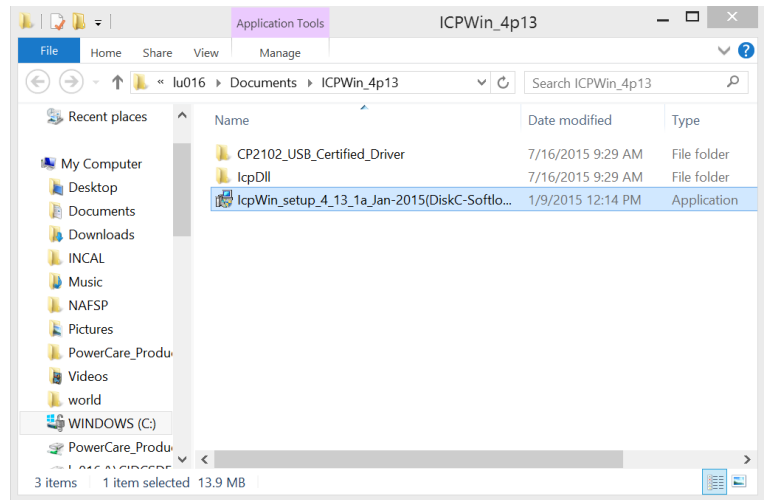 Application Tools
ICPWin_4p13
File
Home
Share
View
Manage
« lu016 Documents ICPWin_4p13
Search ICPWin_4p13
Recent places
My Computer
Desktop
Documents
Downloads
INCAL
Music
NAFSP
Pictures
PowerCare_Produ
Videos
world
WINDOWS (C:)
PowerCare_Produ
Name Date modified Type
CP2102_USB_Certified_Driver 7/16/2015 9:29 AM File folder
IcpDll 7/16/2015 9:29 AM File folder
IcpWin_setup_4_13_1a_Jan-2015(DiskC-Softlo... 1/9/2015 12:14 PM Application
3 items 1 item selected 13.9 MB